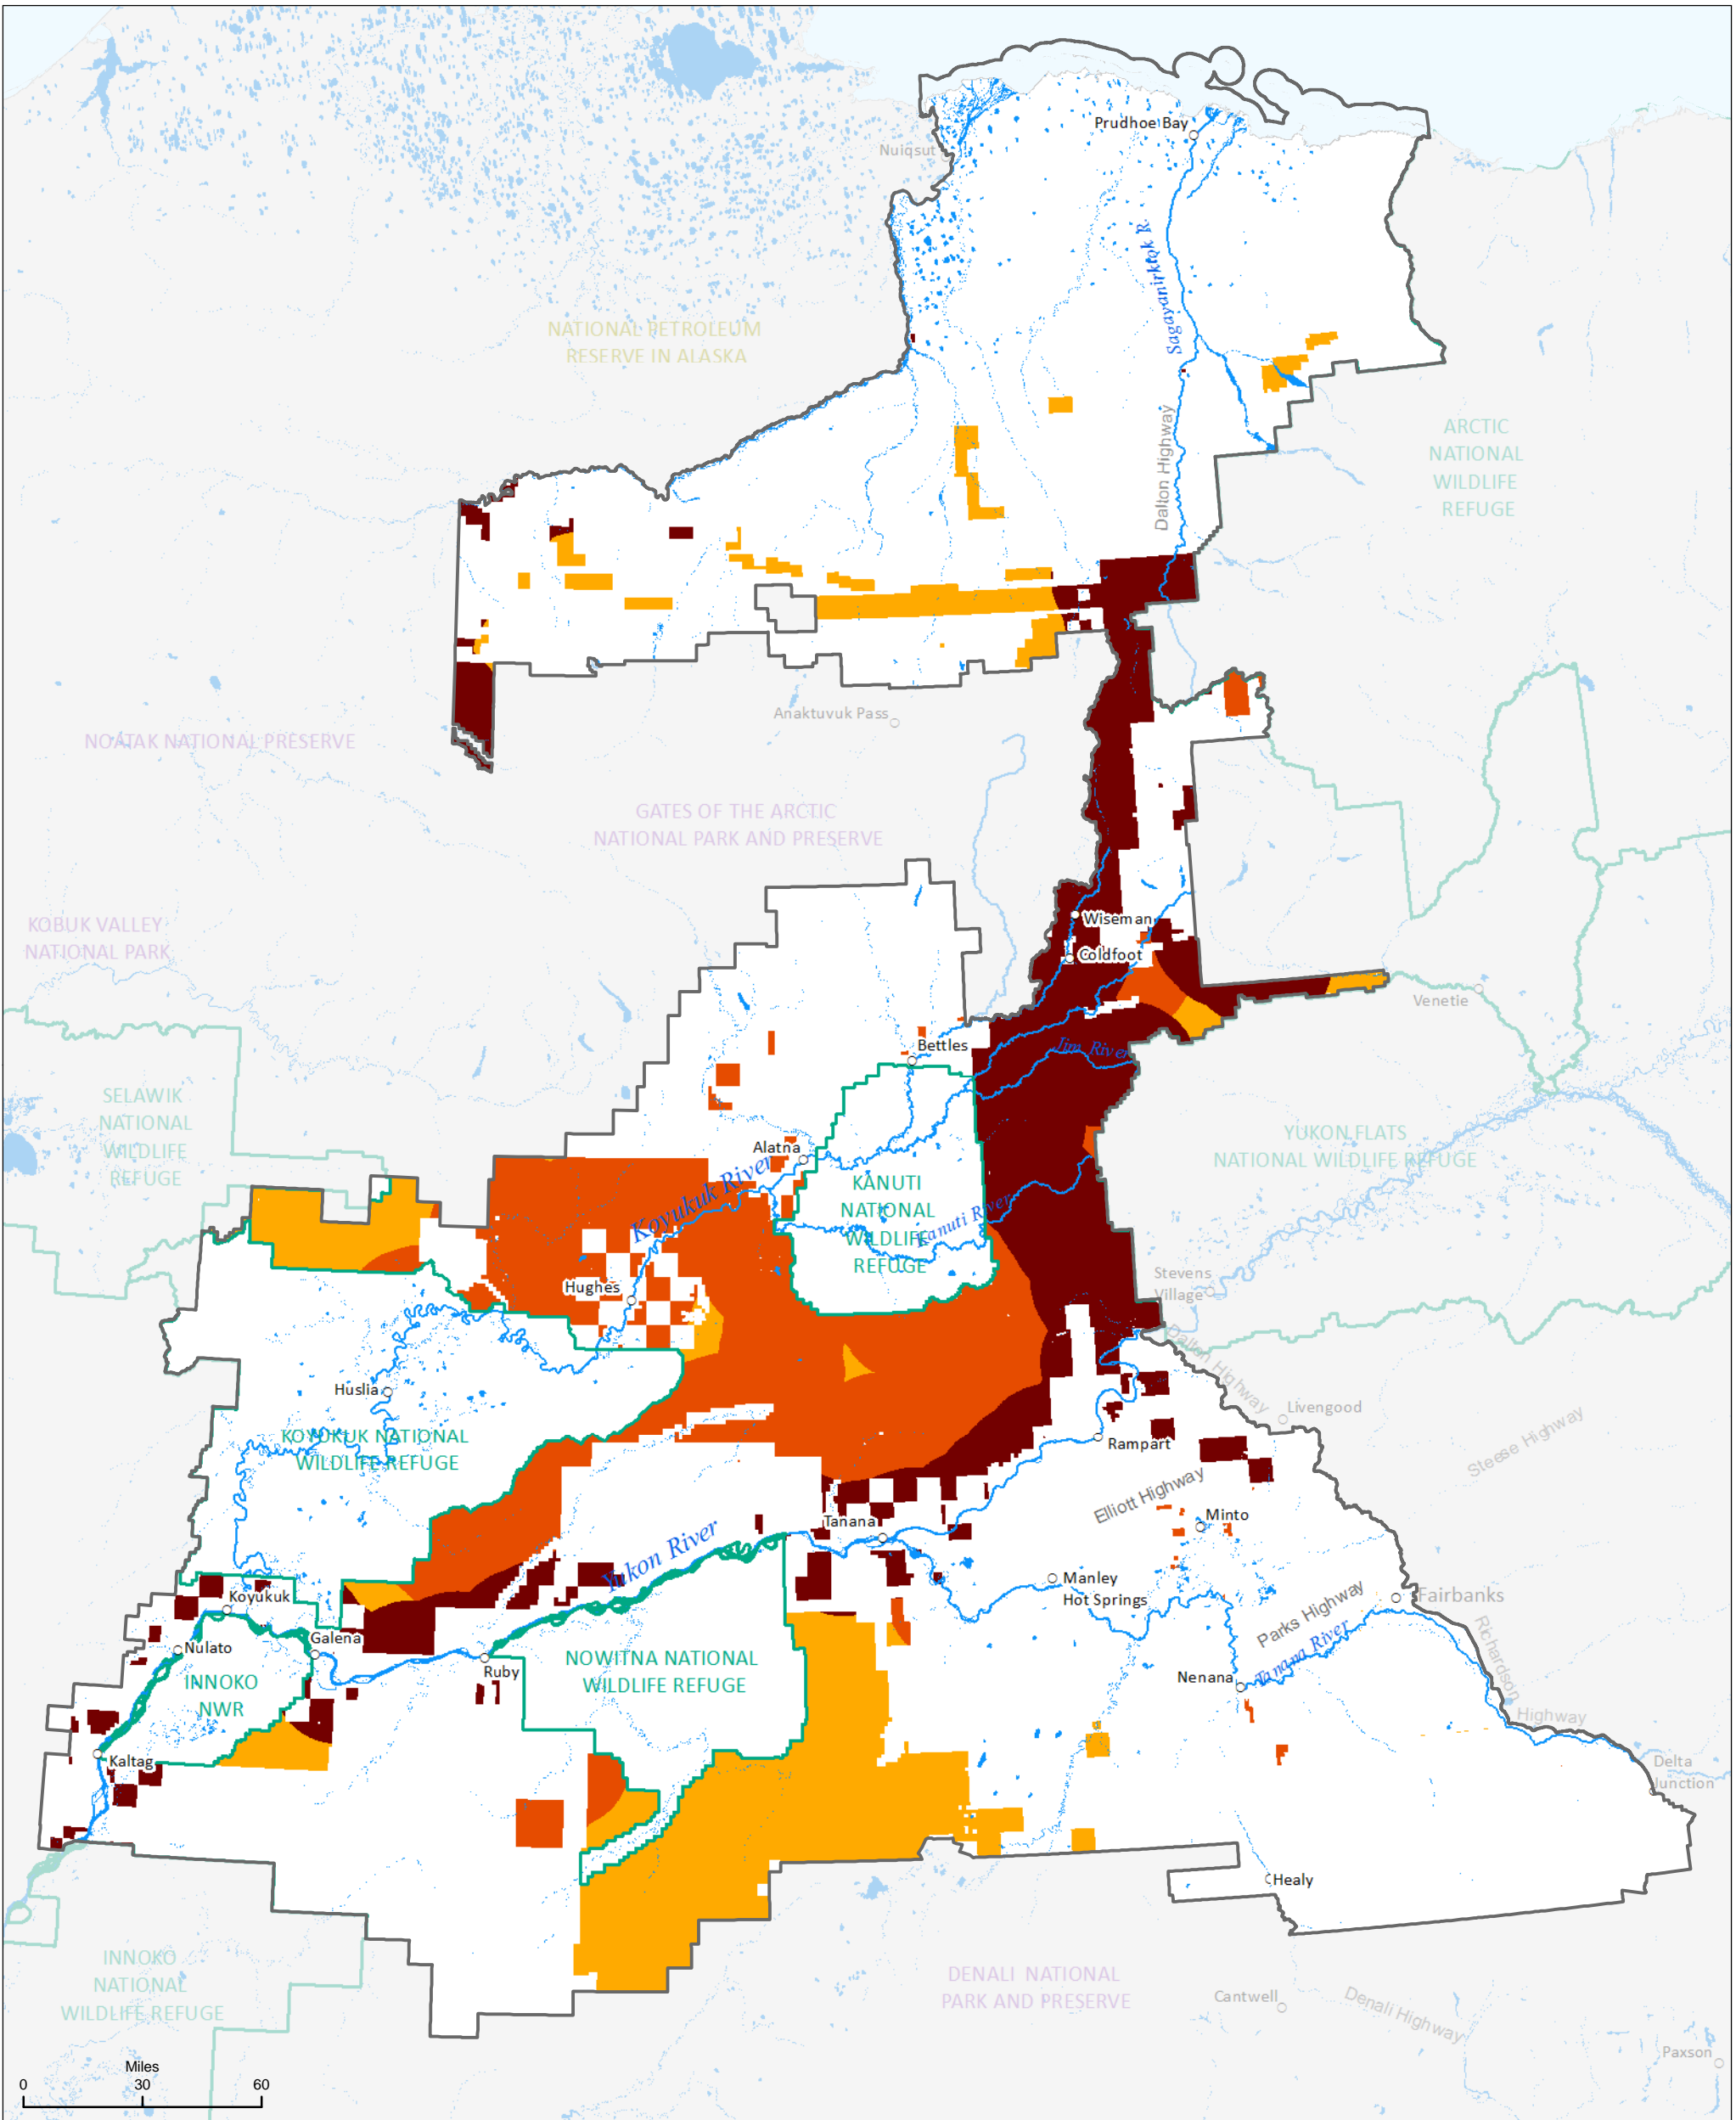 Prudhoe Bay
Nuiqsut
Sagavanirktok R.
NATIONAL PETROLEUM
RESERVE IN ALASKA
Dalton Highway
ARCTIC
NATIONAL
WILDLIFE
REFUGE
Anaktuvuk Pass
NOATAK NATIONAL PRESERVE
GATES OF THE ARCTIC
NATIONAL PARK AND PRESERVE
KOBUK VALLEY
NATIONAL PARK
Wiseman
Coldfoot
Venetie
Bettles
Jim River
SELAWIK
NATIONAL
WILDLIFE
REFUGE
YUKON FLATS
NATIONAL WILDLIFE REFUGE
Alatna
Koyukuk River
KANUTI
NATIONAL
WILDLIFE
REFUGE
Kanuti River
Hughes
Stevens
Village
Dalton Highway
Huslia
Livengood
KOYUKUK NATIONAL
WILDLIFE REFUGE
Rampart
Steese Highway
Elliott Highway
Minto
Tanana
Yukon River
Manley
Hot Springs
Fairbanks
Koyukuk
Parks Highway
Richardson
Highway
Nulato
Galena
Ruby
NOWITNA NATIONAL
WILDLIFE REFUGE
INNOKO
NWR
Nenana
Tanana River
Kaltag
Delta
Junction
Healy
INNOKO
NATIONAL
WILDLIFE REFUGE
DENALI NATIONAL
PARK AND PRESERVE
Cantwell
Denali Highway
Paxson
Miles
0 30 60